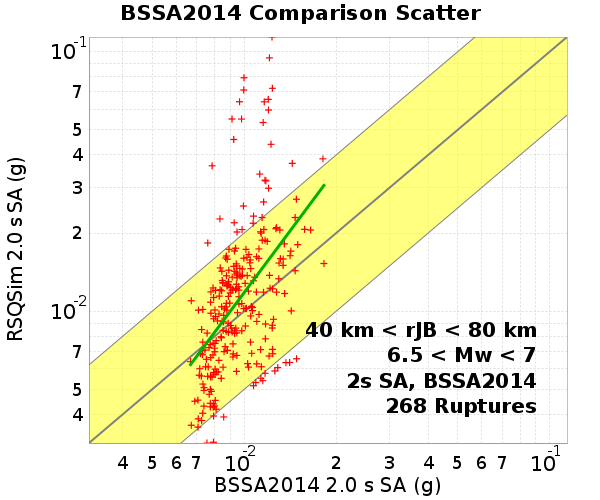 BSSA2014 Comparison Scatter
RSQSim 2.0 s SA (g)
10-1
7
5
4
3
2
10-2
7
5
4
40 km < rJB < 80 km
6.5 < Mw < 7
2s SA, BSSA2014
268 Ruptures
4 5 6 7 10-2 2 3 4 5 6 7 10-1
BSSA2014 2.0 s SA (g)